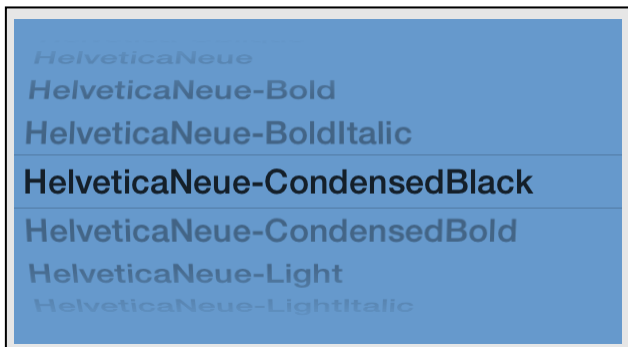 HelveticaNeue
HelveticaNeue-Bold
HelveticaNeue-BoldItalic
HelveticaNeue-CondensedBlack
HelveticaNeue-CondensedBold
HelveticaNeue-Light
HelveticaNeue-LightItalic